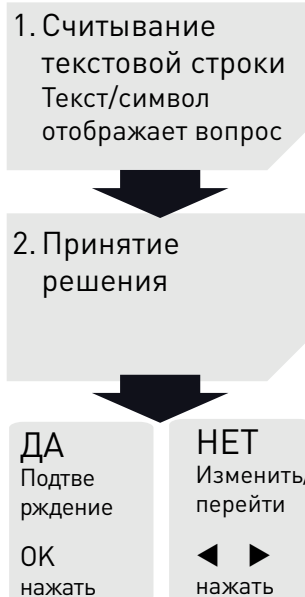 1. Считывание
текстовой строки
Текст/символ
отображает вопрос
2. Принятие
решения
ДА
Подтве
рждение
OK
нажать
НЕТ
Изменить/
перейти
◀ ▶
нажать